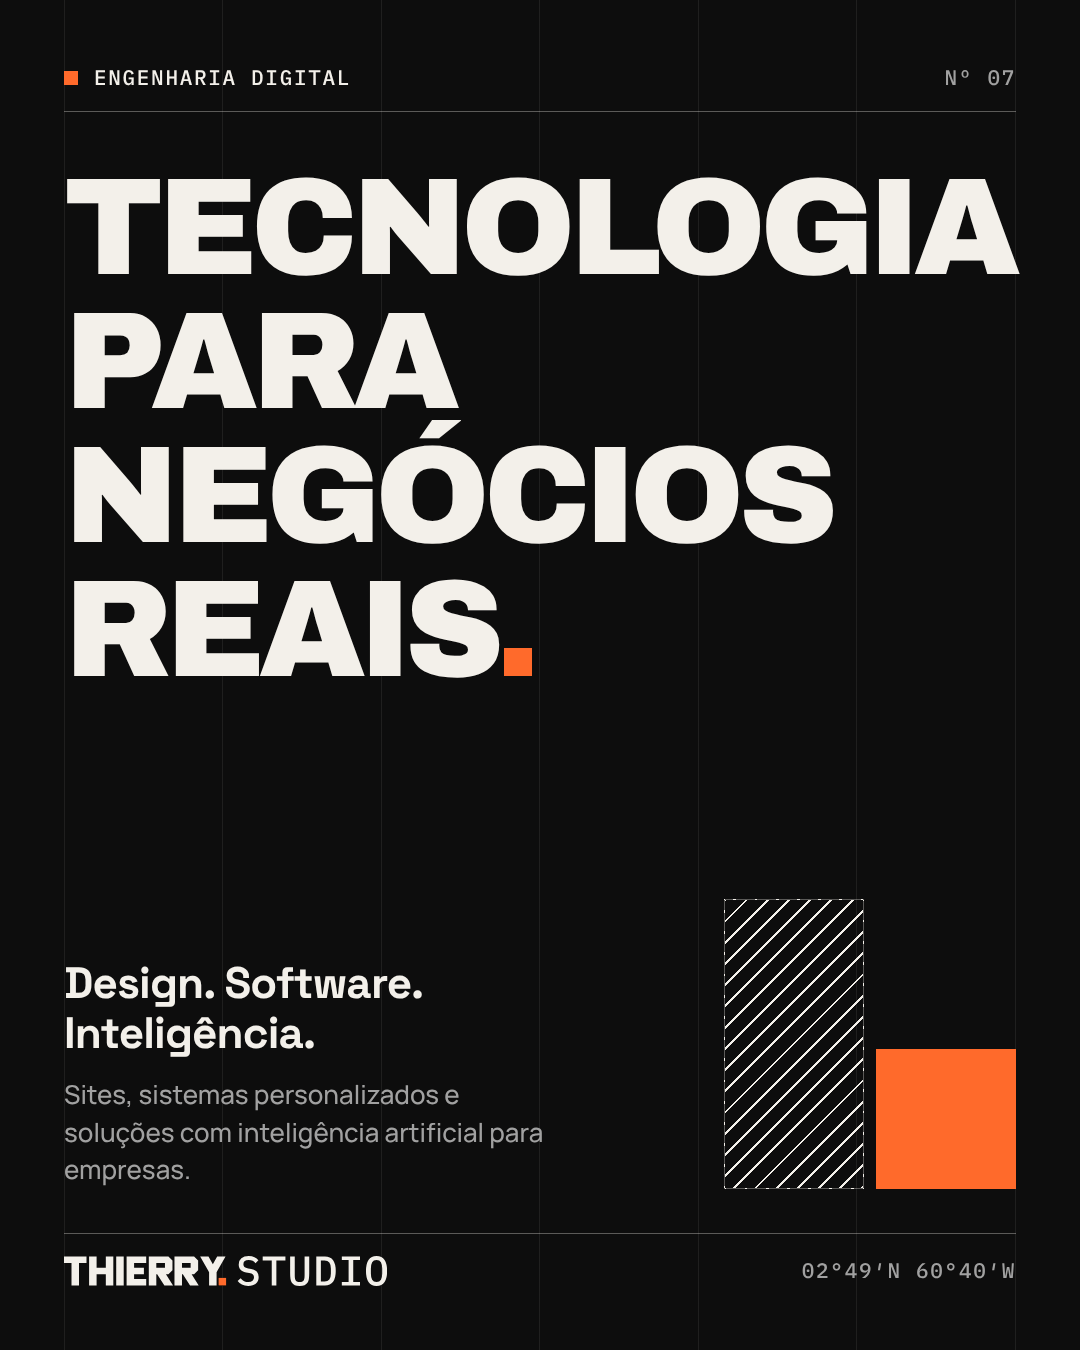 ENGENHARIA DIGITAL
Nº 07
TECNOLOGIA
PARA
NEGÓCIOS
REAIS.
Design. Software.
Inteligência.
Sites, sistemas personalizados e
soluções com inteligência artificial para
empresas.
THIERRY. STUDIO
02°49′N 60°40′W